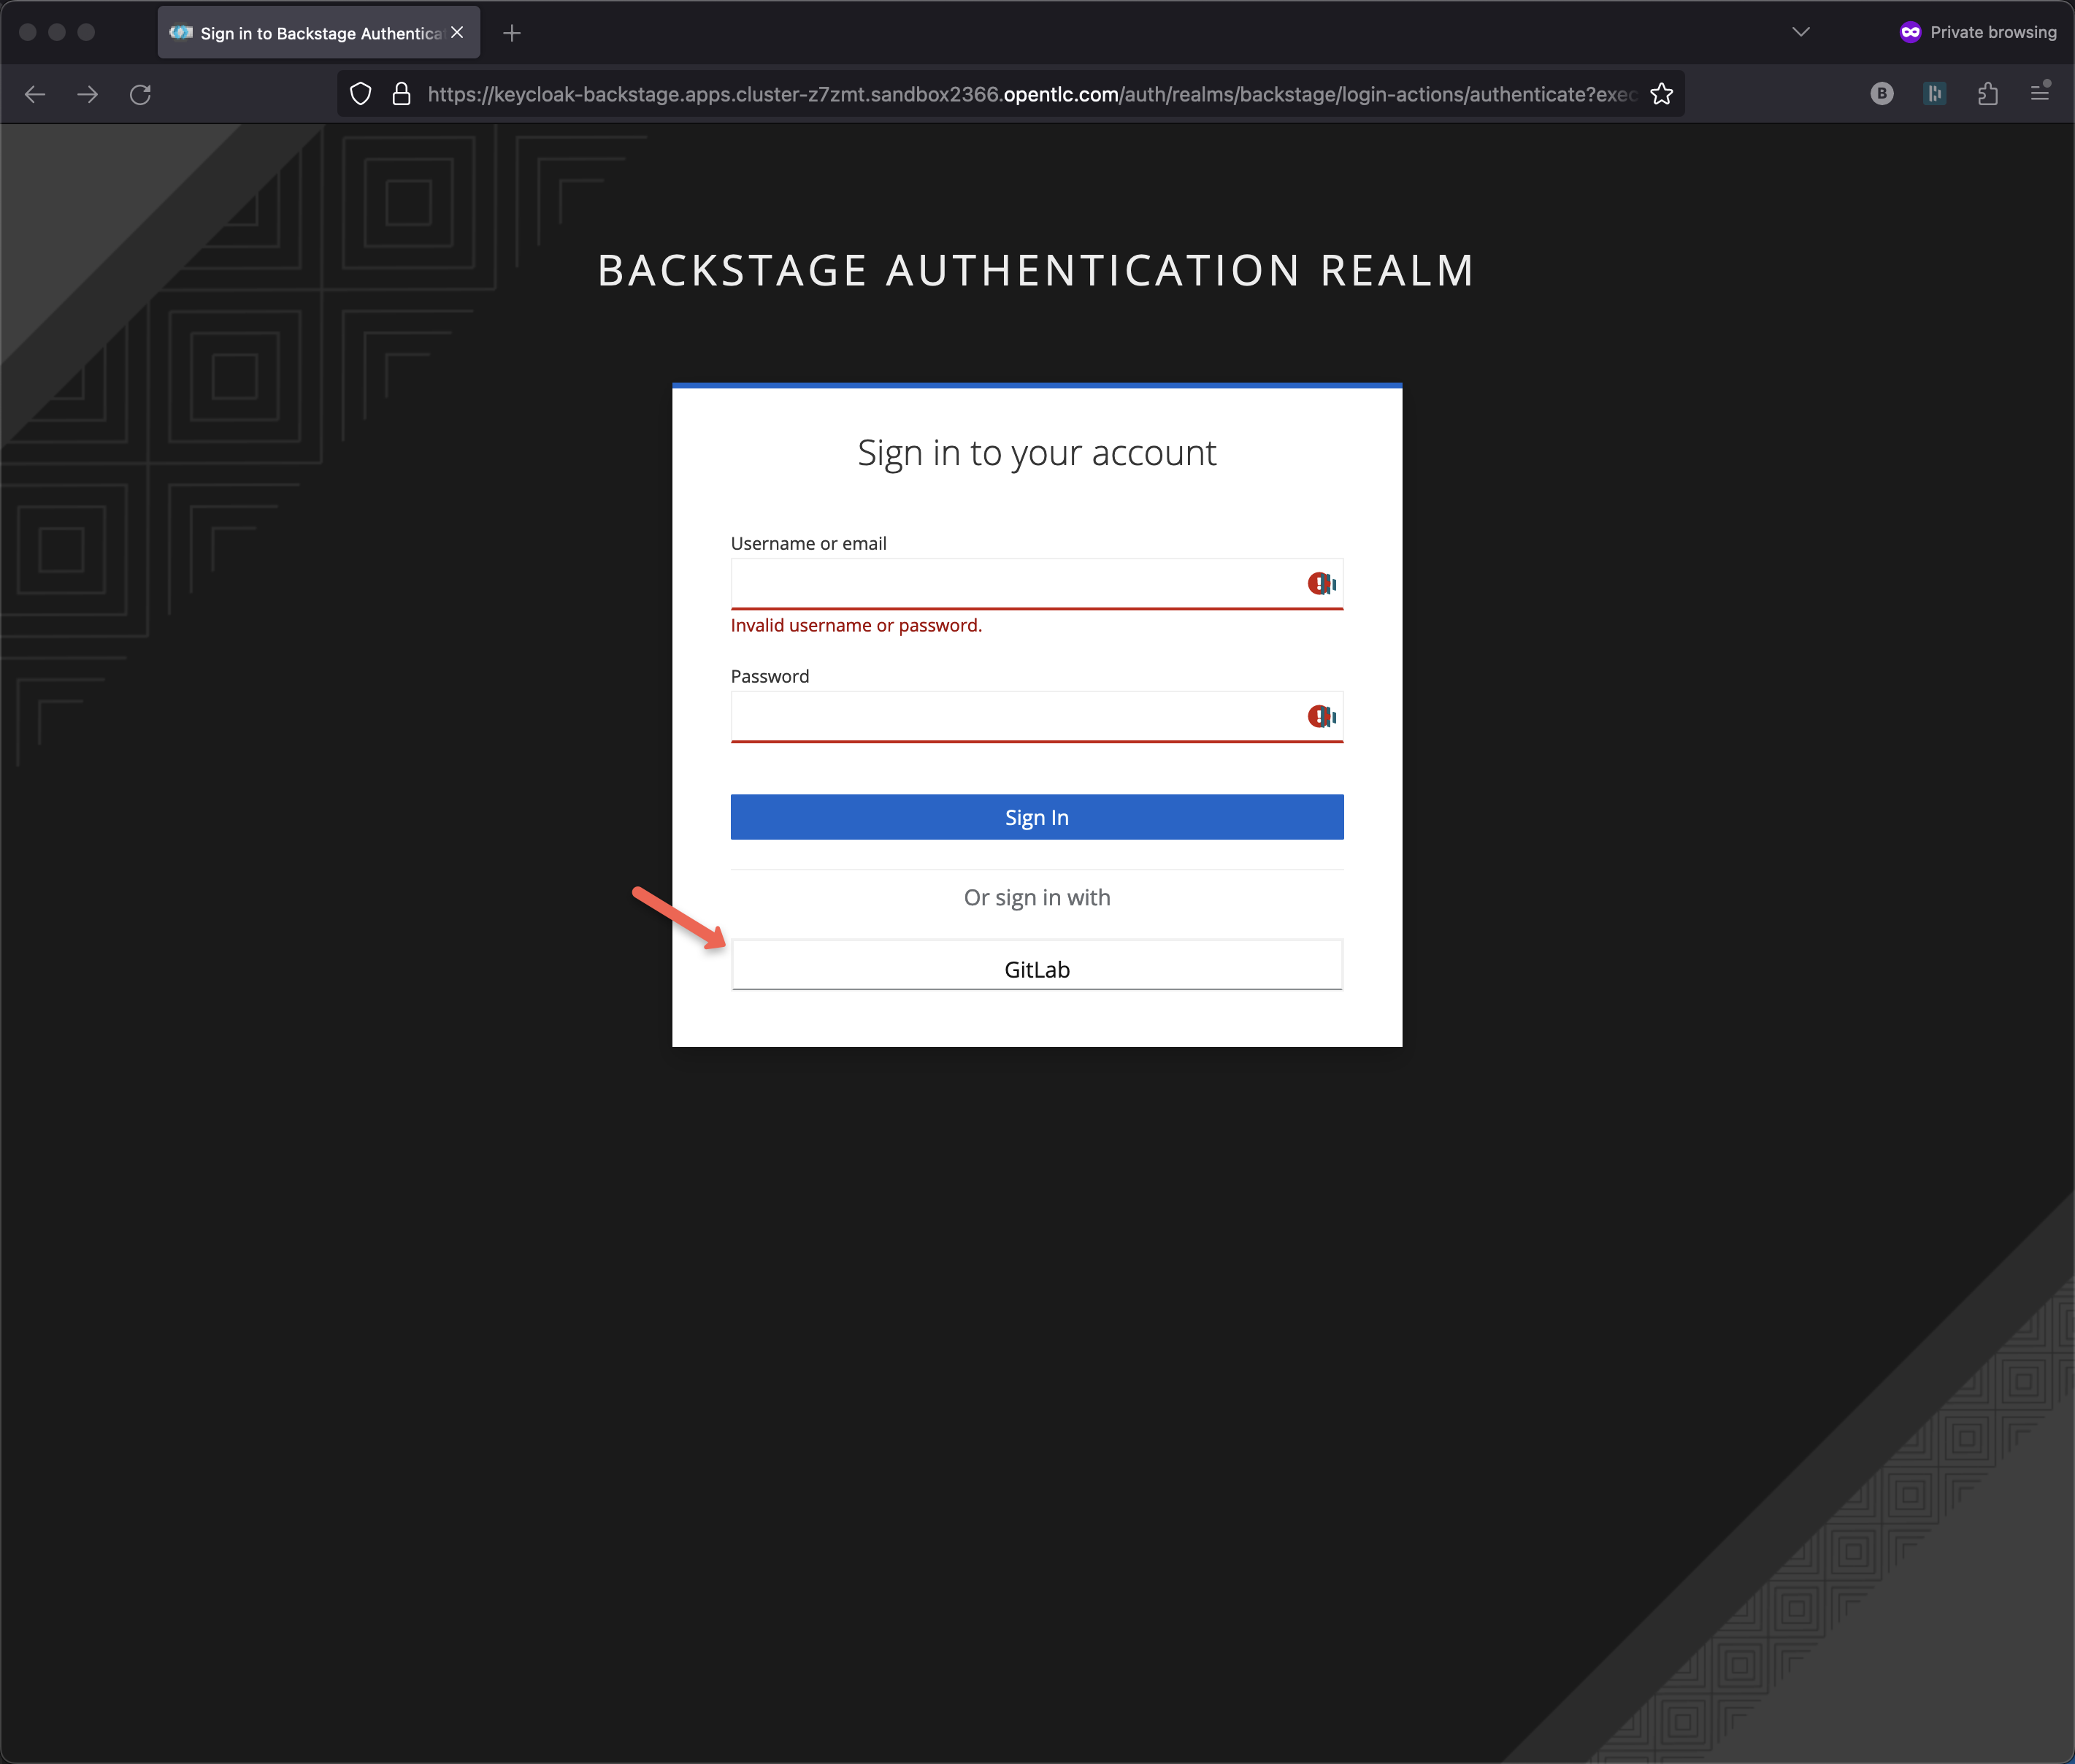 Sign in to Backstage Authentica
Private browsing
https://keycloak-backstage.apps.cluster-z7zmt.sandbox2366.opentlc.com/auth/realms/backstage/login-actions/authenticate?exec
B
BACKSTAGE AUTHENTICATION REALM
Sign in to your account
Username or email
Invalid username or password.
Password
Sign In
Or sign in with
GitLab